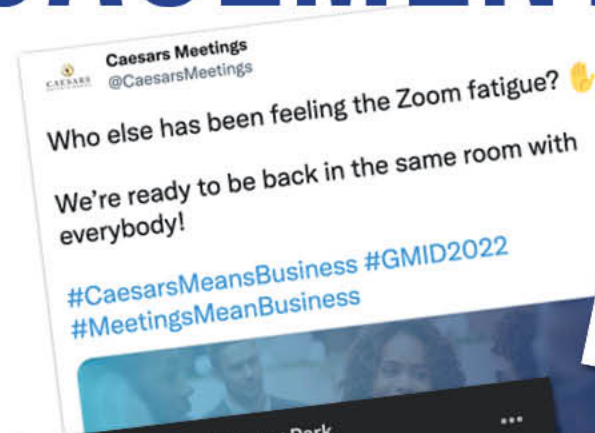 Caesars Meetings
@CaesarsMeetings
CAESARS
Who else has been feeling the Zoom fatigue? ✋
We're ready to be back in the same room with
everybody!
#CaesarsMeansBusiness #GMID2022
#MeetingsMeanBusiness